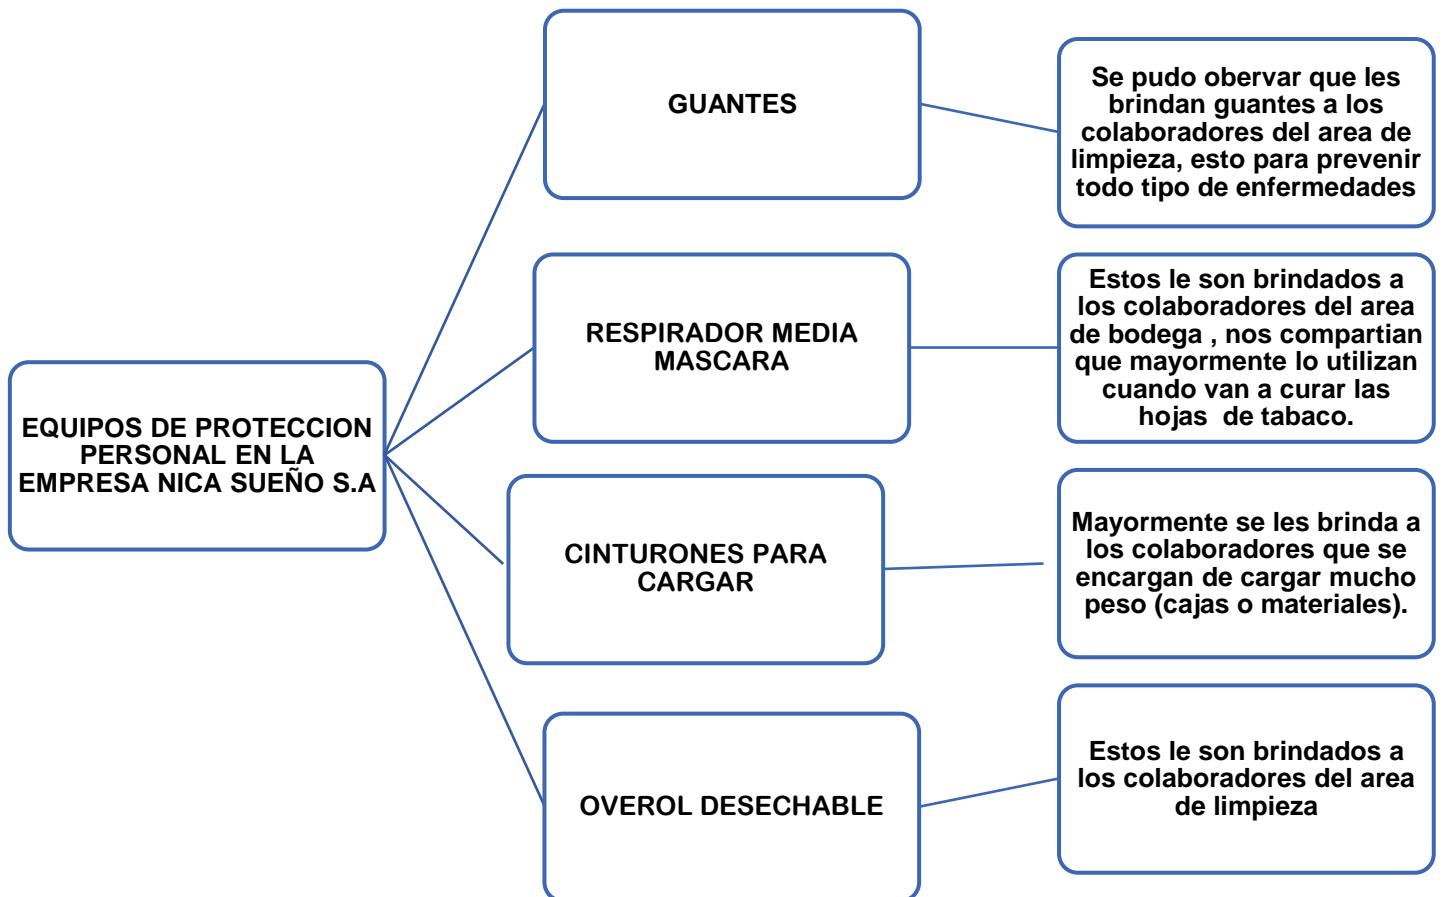 EQUIPOS DE PROTECCION
PERSONAL EN LA
EMPRESA NICA SUEÑO S.A
GUANTES
Se pudo obervar que les
brindan guantes a los
colaboradores del area de
limpieza, esto para prevenir
todo tipo de enfermedades
RESPIRADOR MEDIA
MASCARA
Estos le son brindados a
los colaboradores del area
de bodega , nos compartian
que mayormente lo utilizan
cuando van a curar las
hojas de tabaco.
CINTURONES PARA
CARGAR
Mayormente se les brinda a
los colaboradores que se
encargan de cargar mucho
peso (cajas o materiales).
OVEROL DESECHABLE
Estos le son brindados a
los colaboradores del area
de limpieza